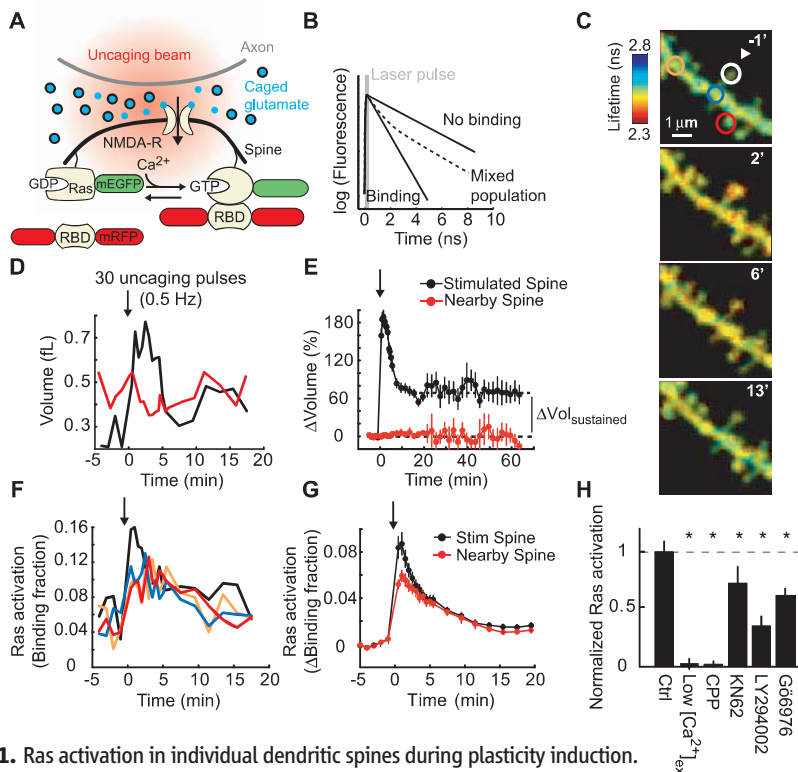 A
Uncaging beam
Axon
Caged
glutamate
NMDA-R
Spine
Ca2+
GDP
Ras
mEGFP
GTP
RBD
RBD
mRFP
B
Laser pulse
No binding
Mixed
population
Binding
log (Fluorescence)
0 2 4 6 8 10
Time (ns)
C
2.8
Lifetime (ns)
2.3
-1'
1 μm
2'
6'
13'
D
30 uncaging pulses
(0.5 Hz)
Volume (fL)
0.7
0.5
0.3
-5 0 5 10 15 20
Time (min)
E
Stimulated Spine
Nearby Spine
ΔVolume (%)
180
120
60
0
ΔVolsustained
0 20 40 60
Time (min)
F
Ras activation
(Binding fraction)
0.16
0.12
0.08
0.04
0
-5 0 5 10 15 20
Time (min)
G
Stim Spine
Nearby Spine
Ras activation
(ΔBinding fraction)
0.08
0.04
0
-5 0 5 10 15 20
Time (min)
H
Normalized Ras activation
1
0.5
0
* * * * *
Ctrl
Low [Ca2+]ex
CPP
KN62
LY294002
Gö6976
1. Ras activation in individual dendritic spines during plasticity induction.